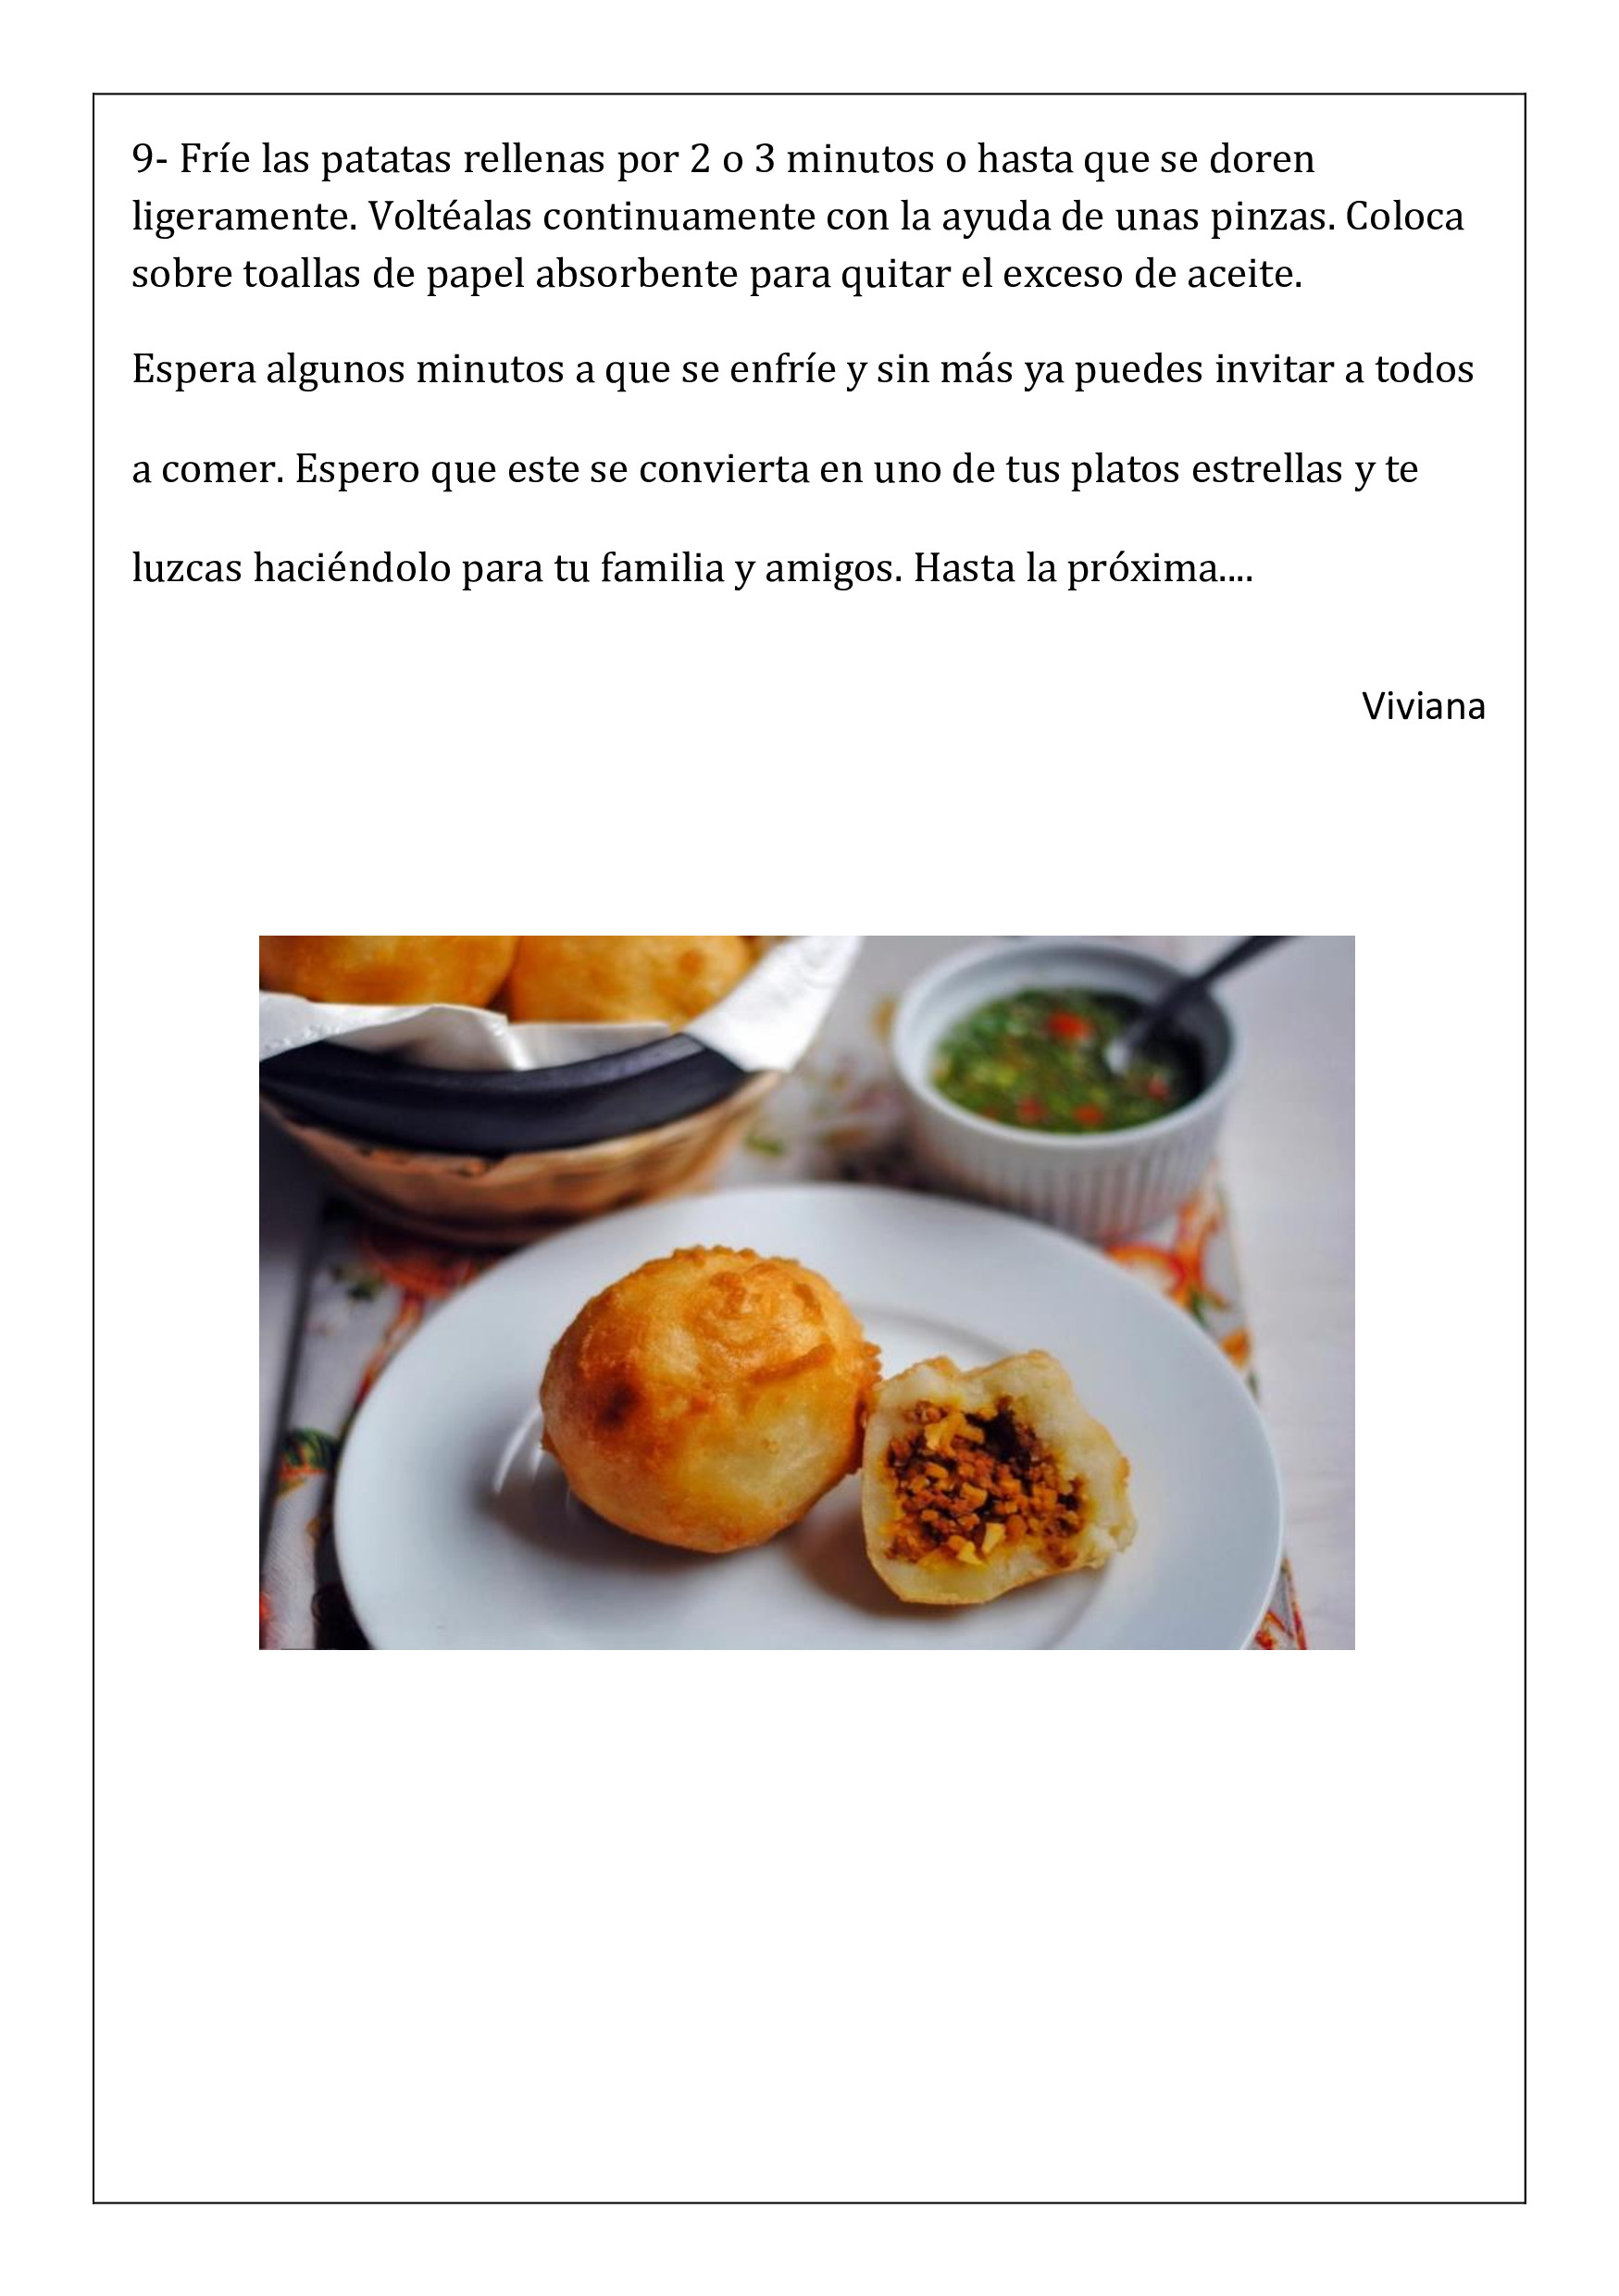 9- Fríe las patatas rellenas por 2 o 3 minutos o hasta que se doren
ligeramente. Voltéalas continuamente con la ayuda de unas pinzas. Coloca
sobre toallas de papel absorbente para quitar el exceso de aceite.
Espera algunos minutos a que se enfríe y sin más ya puedes invitar a todos
a comer. Espero que este se convierta en uno de tus platos estrellas y te
luzcas haciéndolo para tu familia y amigos. Hasta la próxima....
Viviana